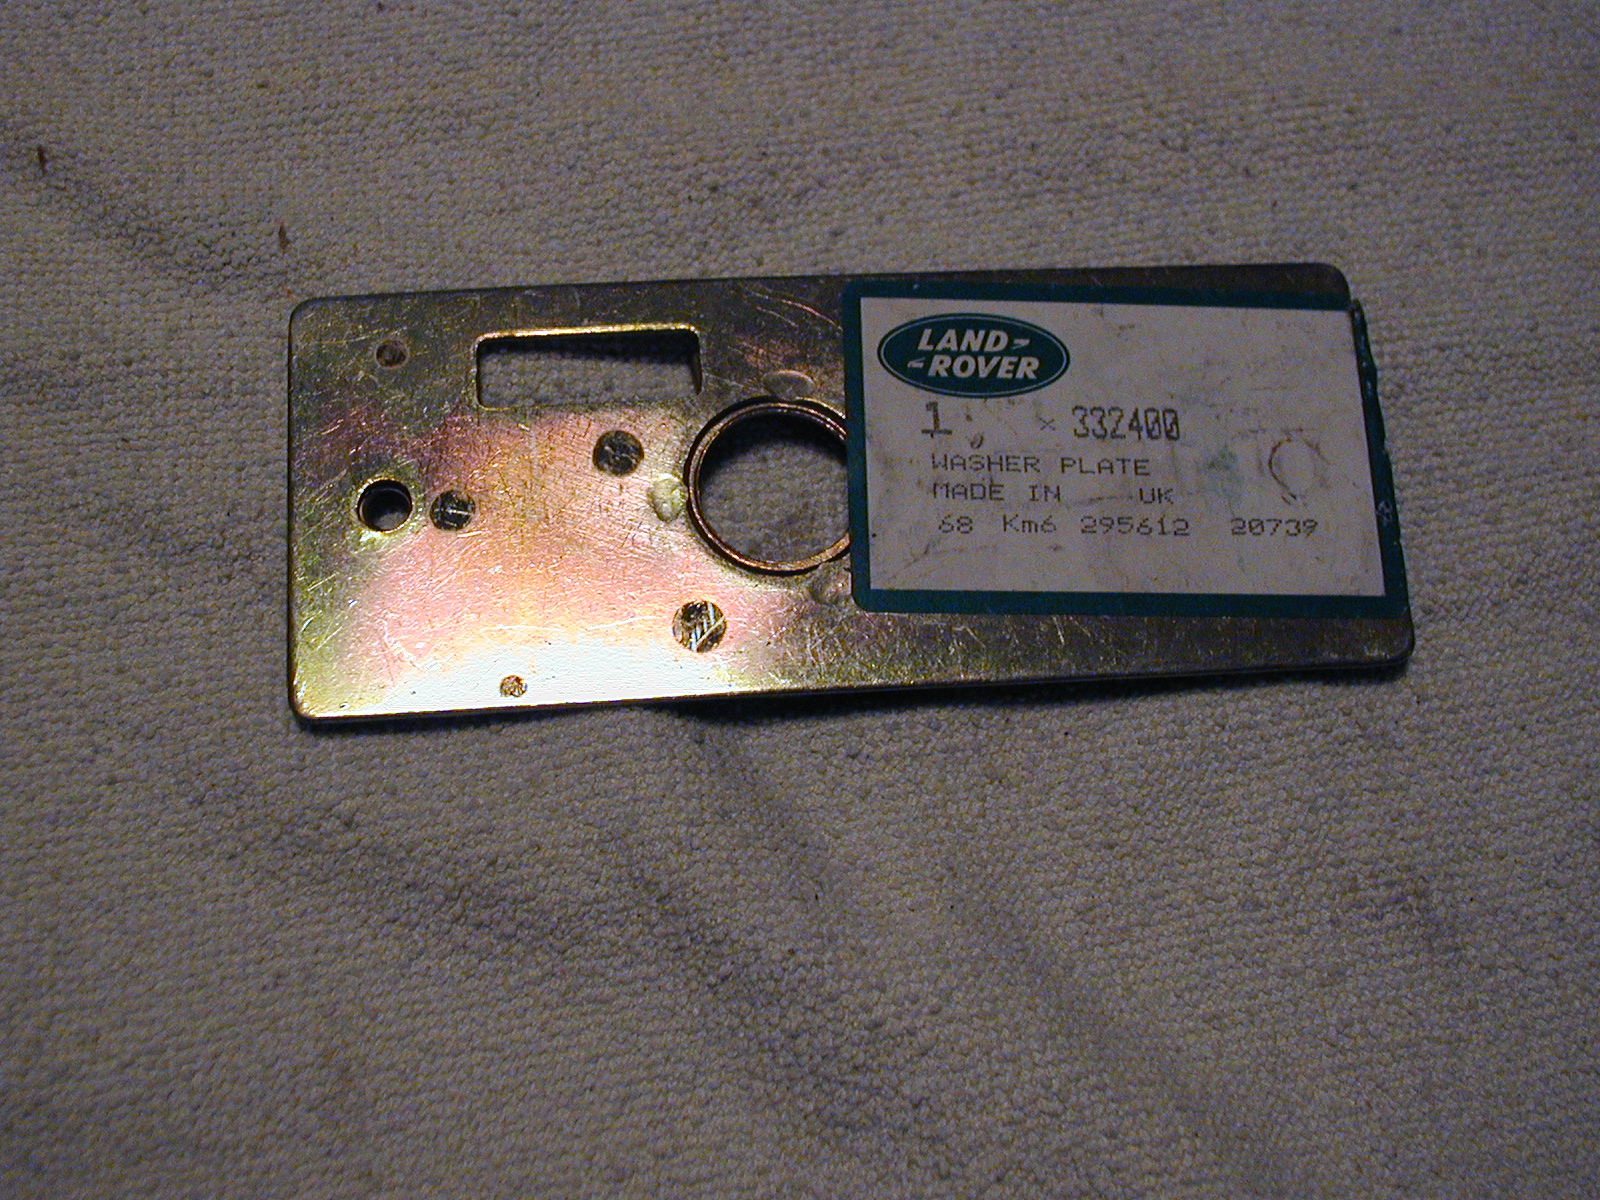 LAND-
-ROVER
1 × 332400
WASHER PLATE
MADE IN UK
68 Km6 295612 20739